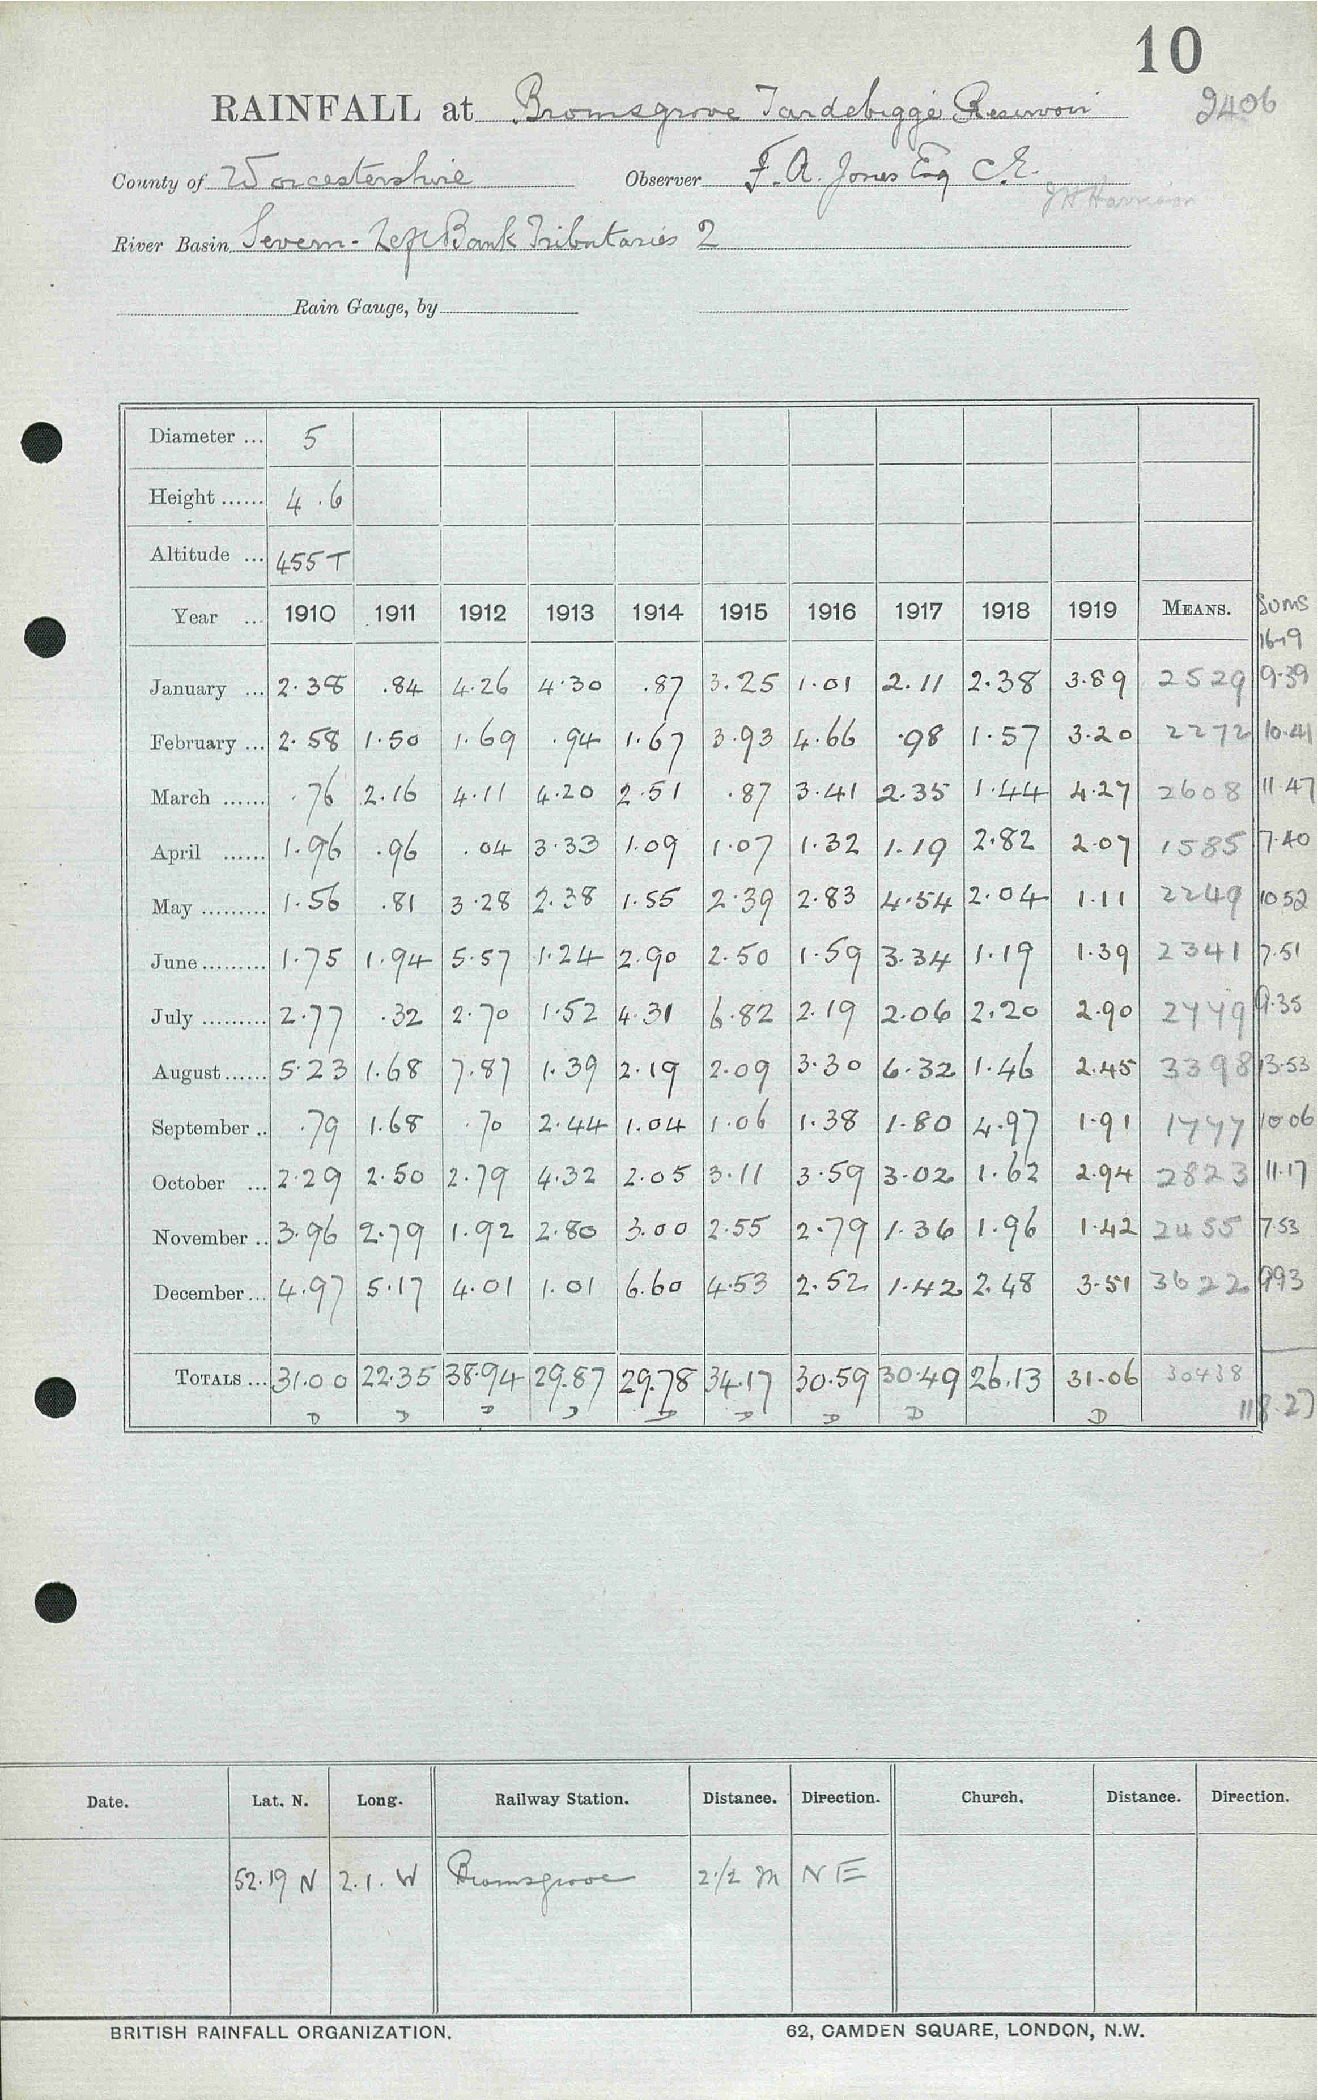 10
RAINFALL at Bromsgrove Tardebigge Reservoir 2406
County of Worcestershire Observer F. A. Jones Esq C.E.
J H Harrison
River Basin Severn - Left Bank Tributaries 2
Rain Gauge, by
Diameter ... 5
Height ...... 4 . 6
Altitude ... 455 T
Year ... 1910 1911 1912 1913 1914 1915 1916 1917 1918 1919 MEANS. Sums
16-19
January ... 2.38 .84 4.26 4.30 .87 3.25 1.01 2.11 2.38 3.89 2529 9.39
February ... 2.58 1.50 1.69 .94 1.67 3.93 4.66 .98 1.57 3.20 2272 10.41
March ...... .76 2.16 4.11 4.20 2.51 .87 3.41 2.35 1.44 4.27 2608 11.47
April ...... 1.96 .96 .04 3.33 1.09 1.07 1.32 1.19 2.82 2.07 1585 7.40
May ......... 1.56 .81 3.28 2.38 1.55 2.39 2.83 4.54 2.04 1.11 2249 10 52
June ......... 1.75 1.94 5.57 1.24 2.90 2.50 1.59 3.34 1.19 1.39 2341 7.51
July ......... 2.77 .32 2.70 1.52 4.31 6.82 2.19 2.06 2.20 2.90 2779 9.35
August ...... 5.23 1.68 7.87 1.39 2.19 2.09 3.30 6.32 1.46 2.45 3398 13.53
September .. .79 1.68 .70 2.44 1.04 1.06 1.38 1.80 4.97 1.91 1777 10 06
October ... 2.29 2.50 2.79 4.32 2.05 3.11 3.59 3.02 1.62 2.94 2823 11.17
November .. 3.96 2.79 1.92 2.80 3.00 2.55 2.79 1.36 1.96 1.42 2455 7.53
December ... 4.97 5.17 4.01 1.01 6.60 4.53 2.52 1.42 2.48 3.51 3622 993
TOTALS ... 31.00 22.35 38.94 29.87 29.78 34.17 30.59 30.49 26.13 31.06 30438
D D D D D D D D D 118.27
Date. Lat. N. Long. Railway Station. Distance. Direction. Church. Distance. Direction.
52.19 N 2.1. W Bromsgrove 2 1/2 m N E
BRITISH RAINFALL ORGANIZATION. 62, CAMDEN SQUARE, LONDON, N.W.